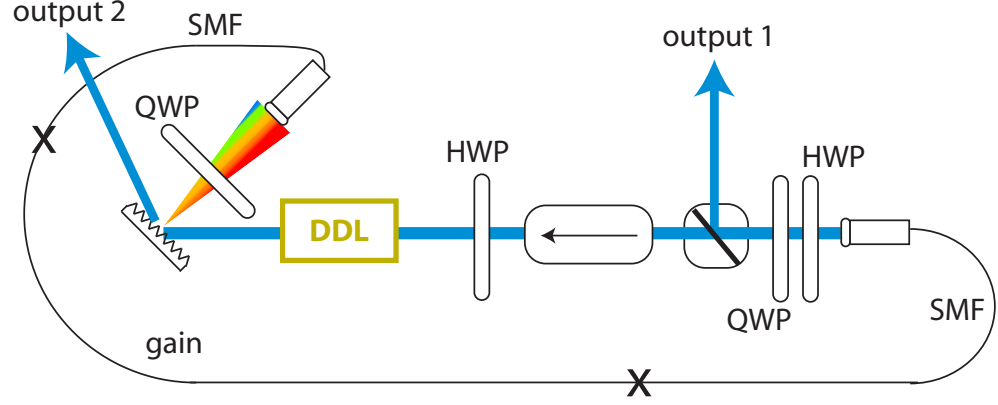 output 2
SMF
output 1
QWP
HWP
HWP
DDL
QWP
SMF
gain
X
X